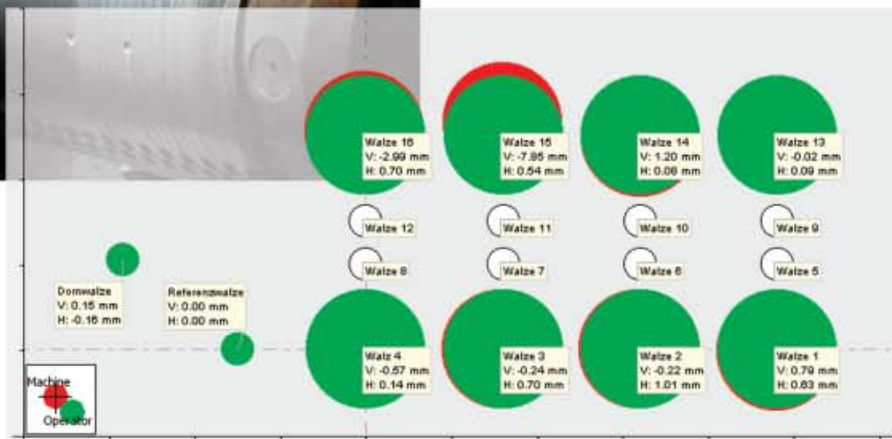 Walze 16
V: -2.99 mm
H: 0.70 mm
Walze 15
V: -7.85 mm
H: 0.54 mm
Walze 14
V: 1.20 mm
H: 0.08 mm
Walze 13
V: -0.02 mm
H: 0.09 mm
Walze 12
Walze 11
Walze 10
Walze 9
Walze 8
Walze 7
Walze 6
Walze 5
Dornwalze
V: 0.15 mm
H: -0.16 mm
Referenzwalze
V: 0.00 mm
H: 0.00 mm
Walz 4
V: -0.57 mm
H: 0.14 mm
Walze 3
V: -0.24 mm
H: 0.70 mm
Walze 2
V: -0.22 mm
H: 1.01 mm
Walze 1
V: 0.79 mm
H: 0.63 mm
Machine
Operator